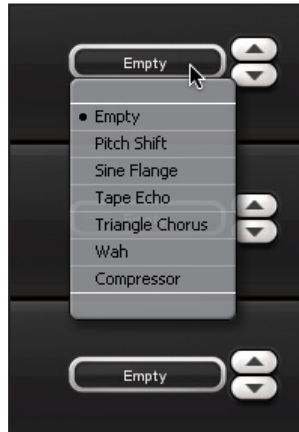 Empty
Empty
Pitch Shift
Sine Flange
Tape Echo
Triangle Chorus
Wah
Compressor
Empty